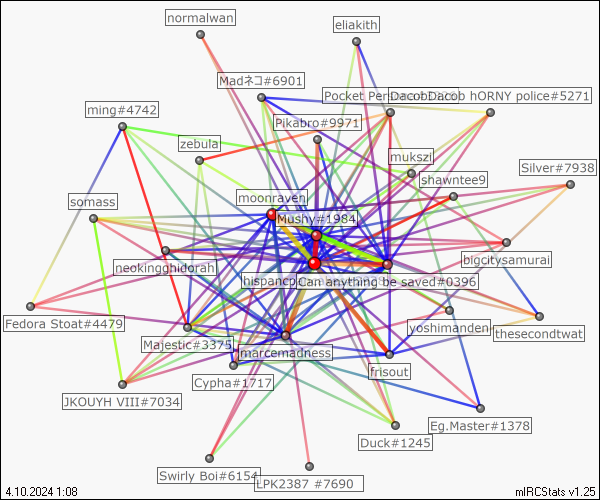 normalwan
eliakith
Madネコ#6901
Pocket Per
Dacob hORNY police#5271
ming#4742
Pikabro#9971
zebula
mukszi
shawntee9
Silver#7938
somass
moonraven
Mushy#1984
neokingghidorah
bigcitysamurai
hispancp
Can anything be saved#0396
Fedora Stoat#4479
yoshimanden
thesecondtwat
Majestic#3375
marcemadness
Cypha#1717
frisout
JKOUYH VIII#7034
Eg.Master#1378
Duck#1245
Swirly Boi#6154
LPK2387 #7690
4.10.2024 1:08
mIRCStats v1.25